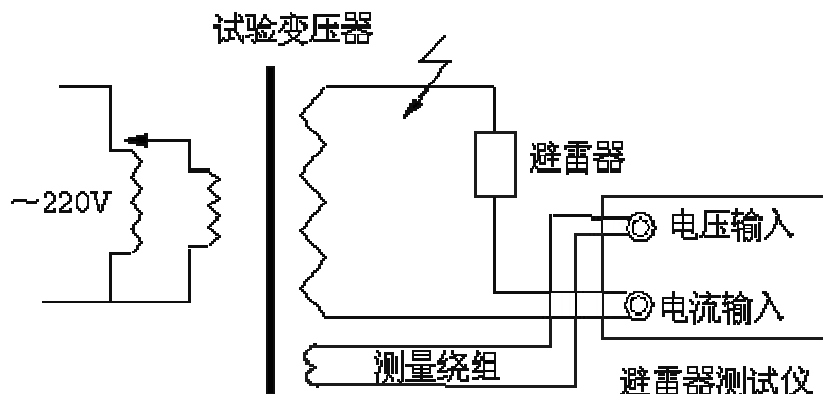 试验变压器
避雷器
～220V
电压输入
电流输入
测量绕组
避雷器测试仪